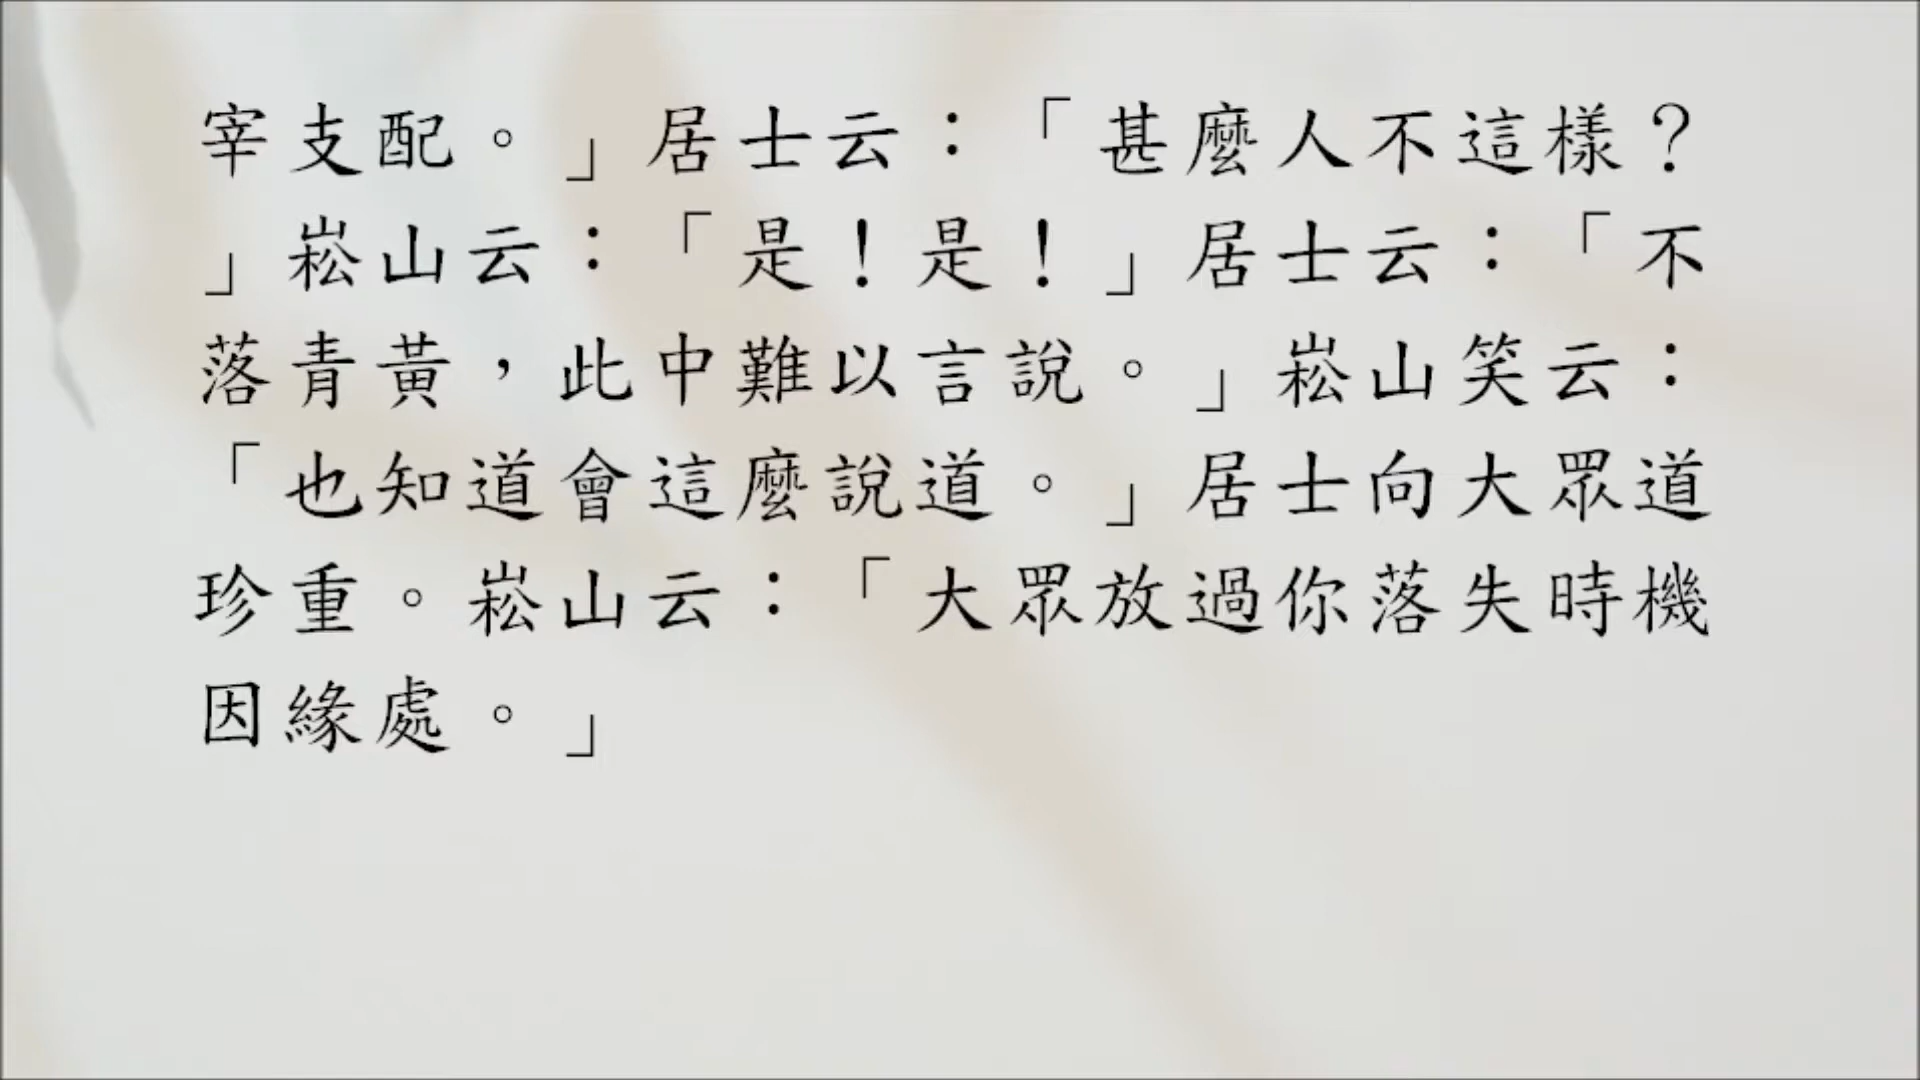 宰支配。」居士云：「甚麼人不這樣？
」崧山云：「是！是！」居士云：「不
落青黃，此中難以言說。」崧山笑云：
「也知道會這麼說道。」居士向大眾道
珍重。崧山云：「大眾放過你落失時機
因緣處。」